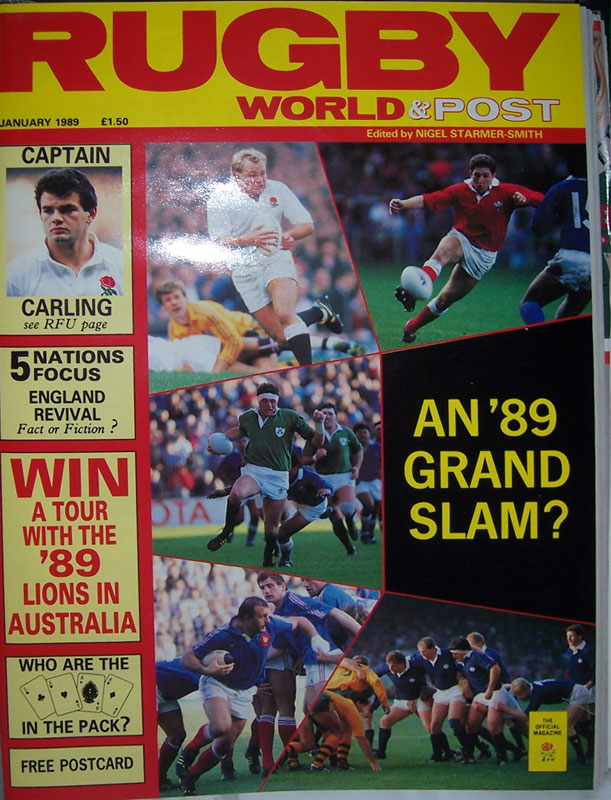 RUGBY
WORLD & POST
JANUARY 1989 £1.50
Edited by NIGEL STARMER-SMITH
CAPTAIN
CARLING
see RFU page
5 NATIONS
FOCUS
ENGLAND
REVIVAL
Fact or Fiction?
WIN
A TOUR
WITH THE
'89
LIONS IN
AUSTRALIA
WHO ARE THE
IN THE PACK?
FREE POSTCARD
AN '89
GRAND
SLAM?
OTA
THE
OFFICIAL
MAGAZINE